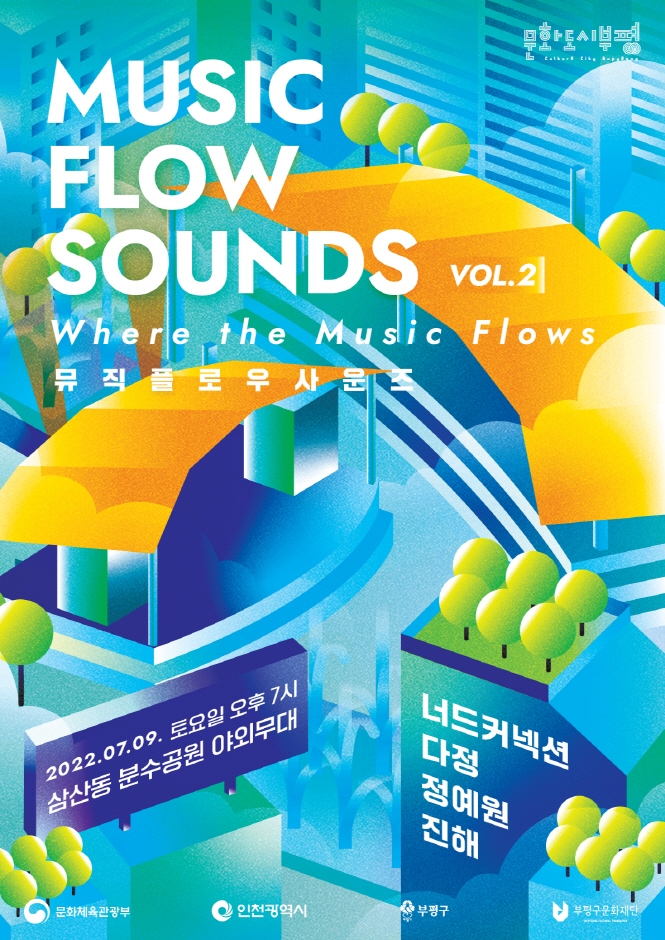 문화도시부평
MUSIC
FLOW
SOUNDS VOL.2
Where the Music Flows
뮤직플로우사운즈
2022.07.09. 토요일 오후 7시
삼산동 분수공원 야외무대
너드커넥션
다정
정예원
진해
문화체육관광부
인천광역시
부평구
부평구문화재단